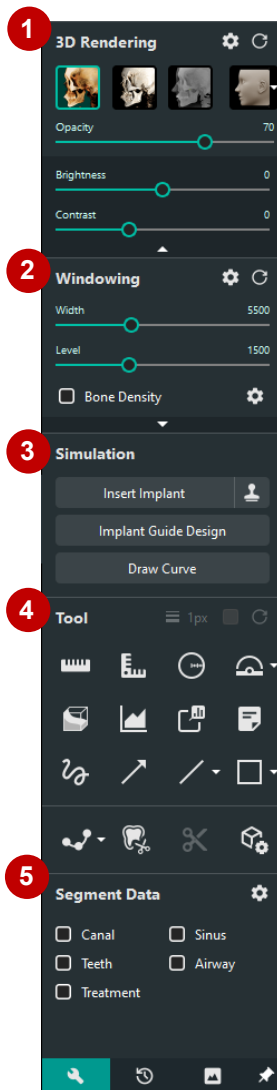 1
3D Rendering
Opacity 70
Brightness 0
Contrast 0
2
Windowing
Width 5500
Level 1500
Bone Density
3
Simulation
Insert Implant
Implant Guide Design
Draw Curve
4
Tool 1px
5
Segment Data
Canal Sinus
Teeth Airway
Treatment